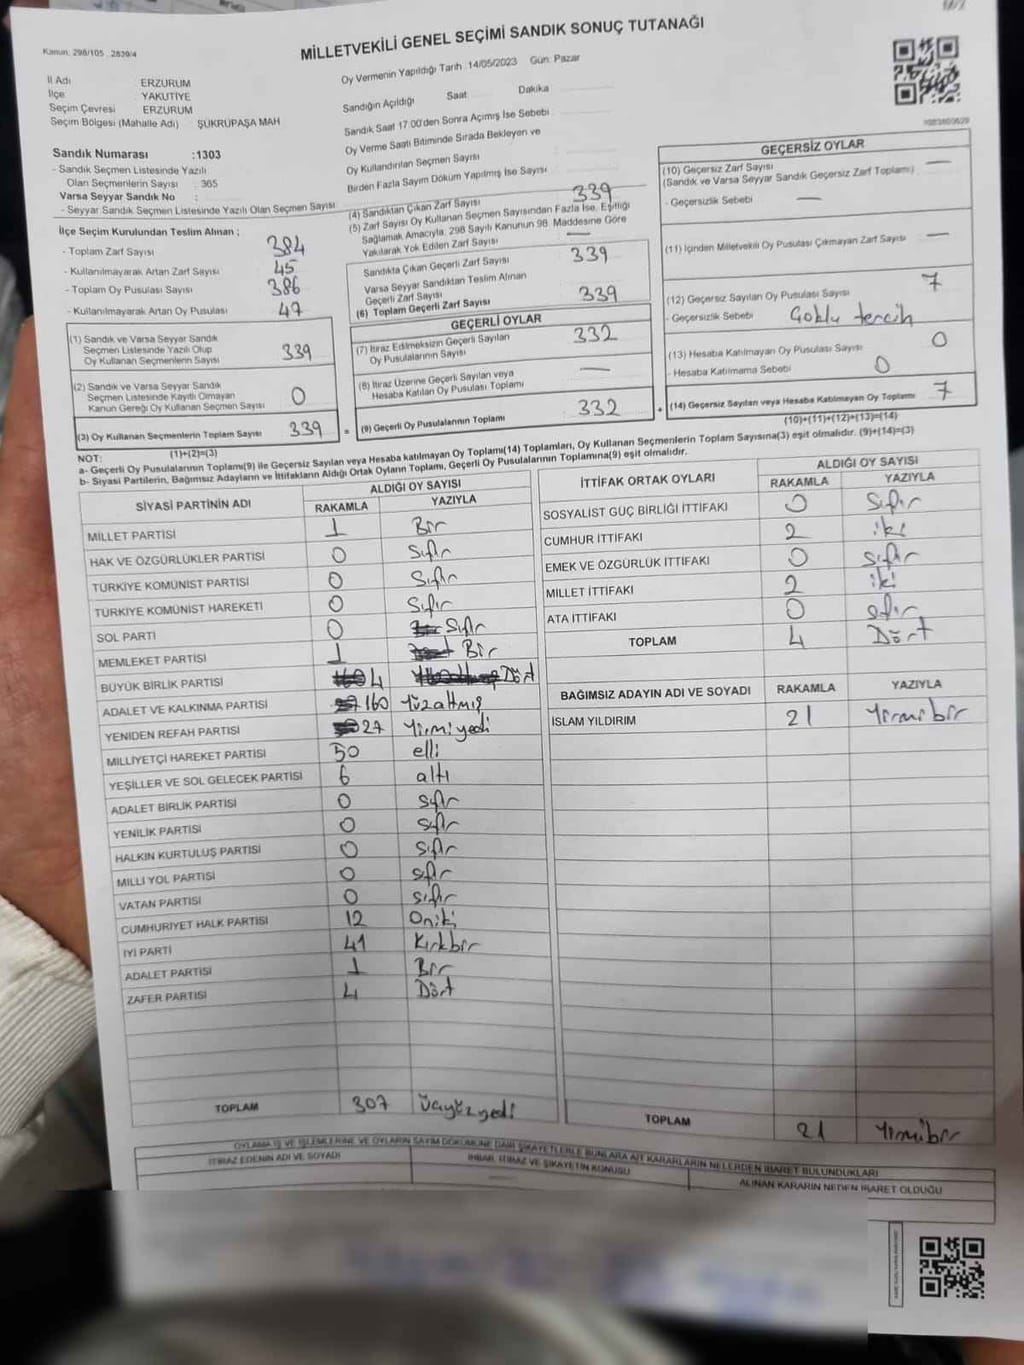 Kanun: 298/105 . 2839/4
MİLLETVEKİLİ GENEL SEÇİMİ SANDIK SONUÇ TUTANAĞI
İl Adı ERZURUM
İlçe YAKUTİYE
Seçim Çevresi ERZURUM
Seçim Bölgesi (Mahalle Adı) : ŞÜKRÜPAŞA MAH
Sandık Numarası :1303
- Sandık Seçmen Listesinde Yazılı
Olan Seçmenlerin Sayısı : 365
Varsa Seyyar Sandık No :
- Seyyar Sandık Seçmen Listesinde Yazılı Olan Seçmen Sayısı
Oy Vermenin Yapıldığı Tarih :14/05/2023 Gün: Pazar
Sandığın Açıldığı Saat Dakika
Sandık Saat 17.00'den Sonra Açımış İse Sebebi
Oy Verme Saati Bitiminde Sırada Bekleyen ve
Oy Kullandırılan Seçmen Sayısı
Birden Fazla Sayım Döküm Yapılmış İse Sayısı
İlçe Seçim Kurulundan Teslim Alınan ;
- Toplam Zarf Sayısı 384
- Kullanılmayarak Artan Zarf Sayısı 45
- Toplam Oy Pusulası Sayısı 386
- Kullanılmayarak Artan Oy Pusulası 47
(1) Sandık ve Varsa Seyyar Sandık
Seçmen Listesinde Yazılı Olup
Oy Kullanan Seçmenlerin Sayısı 339
(2) Sandık ve Varsa Seyyar Sandık
Seçmen Listesinde Kayıtlı Olmayan
Kanun Gereği Oy Kullanan Seçmen Sayısı 0
(3) Oy Kullanan Seçmenlerin Toplam Sayısı 339 =
(1)+(2)=(3)
(4) Sandıktan Çıkan Zarf Sayısı 339
(5) Zarf Sayısı Oy Kullanan Seçmen Sayısından Fazla İse, Eşitliği
Sağlamak Amacıyla, 298 Sayılı Kanunun 98. Maddesine Göre
Yakılarak Yok Edilen Zarf Sayısı —
Sandıkta Çıkan Geçerli Zarf Sayısı 339
Varsa Seyyar Sandıktan Teslim Alınan
Geçerli Zarf Sayısı
(6) Toplam Geçerli Zarf Sayısı 339
GEÇERLİ OYLAR
(7) İtiraz Edilmeksizin Geçerli Sayılan
Oy Pusulalarının Sayısı 332
(8) İtiraz Üzerine Geçerli Sayılan veya
Hesaba Katılan Oy Pusulası Toplamı —
(9) Geçerli Oy Pusulalarının Toplamı : 332 +
GEÇERSİZ OYLAR
(10) Geçersiz Zarf Sayısı —
(Sandık ve Varsa Seyyar Sandık Geçersiz Zarf Toplamı)
- Geçersizlik Sebebi —
(11) İçinden Milletvekili Oy Pusulası Çıkmayan Zarf Sayısı —
(12) Geçersiz Sayılan Oy Pusulası Sayısı 7
- Geçersizlik Sebebi : Çoklu tercih
(13) Hesaba Katılmayan Oy Pusulası Sayısı 0
- Hesaba Katılmama Sebebi 0
(14) Geçersiz Sayılan veya Hesaba Katılmayan Oy Toplamı 7
(10)+(11)+(12)+(13)=(14)
NOT:
a- Geçerli Oy Pusulalarının Toplamı(9) ile Geçersiz Sayılan veya Hesaba katılmayan Oy Toplamı(14) Toplamları, Oy Kullanan Seçmenlerin Toplam Sayısına(3) eşit olmalıdır. (9)+(14)=(3)
b- Siyasi Partilerin, Bağımsız Adayların ve İttifakların Aldığı Ortak Oyların Toplamı, Geçerli Oy Pusulalarının Toplamına(9) eşit olmalıdır.
SİYASİ PARTİNİN ADI ALDIĞI OY SAYISI
RAKAMLA YAZIYLA
MİLLET PARTİSİ 1 Bir
HAK VE ÖZGÜRLÜKLER PARTİSİ 0 Sıfır
TÜRKİYE KOMÜNİST PARTİSİ 0 Sıfır
TÜRKİYE KOMÜNİST HAREKETİ 0 Sıfır
SOL PARTİ 0 Sıfır
MEMLEKET PARTİSİ 1 Bir
BÜYÜK BİRLİK PARTİSİ 4 Dört
ADALET VE KALKINMA PARTİSİ 160 Yüzaltmış
YENİDEN REFAH PARTİSİ 27 Yirmiyedi
MİLLİYETÇİ HAREKET PARTİSİ 50 elli
YEŞİLLER VE SOL GELECEK PARTİSİ 6 altı
ADALET BİRLİK PARTİSİ 0 sıfır
YENİLİK PARTİSİ 0 sıfır
HALKIN KURTULUŞ PARTİSİ 0 sıfır
MİLLİ YOL PARTİSİ 0 sıfır
VATAN PARTİSİ 0 sıfır
CUMHURİYET HALK PARTİSİ 12 Oniki
İYİ PARTİ 41 Kırkbir
ADALET PARTİSİ 1 Bir
ZAFER PARTİSİ 4 Dört
TOPLAM 307 Üçyüzyedi
İTTİFAK ORTAK OYLARI ALDIĞI OY SAYISI
RAKAMLA YAZIYLA
SOSYALİST GÜÇ BİRLİĞİ İTTİFAKI 0 Sıfır
CUMHUR İTTİFAKI 2 iki
EMEK VE ÖZGÜRLÜK İTTİFAKI 0 sıfır
MİLLET İTTİFAKI 2 iki
ATA İTTİFAKI 0 sıfır
TOPLAM 4 Dört
BAĞIMSIZ ADAYIN ADI VE SOYADI RAKAMLA YAZIYLA
İSLAM YILDIRIM 21 Yirmibir
TOPLAM 21 Yirmibir
OYLAMA İŞ VE İŞLEMLERİNE VE OYLARIN SAYIM DÖKÜMÜNE DAİR ŞİKAYETLERLE BUNLARA AİT KARARLARIN NELERDEN İBARET BULUNDUKLARI
İTİRAZ EDENİN ADI VE SOYADI İHBAR, İTİRAZ VE ŞİKAYETİN KONUSU ALINAN KARARIN NEDEN İBARET OLDUĞU